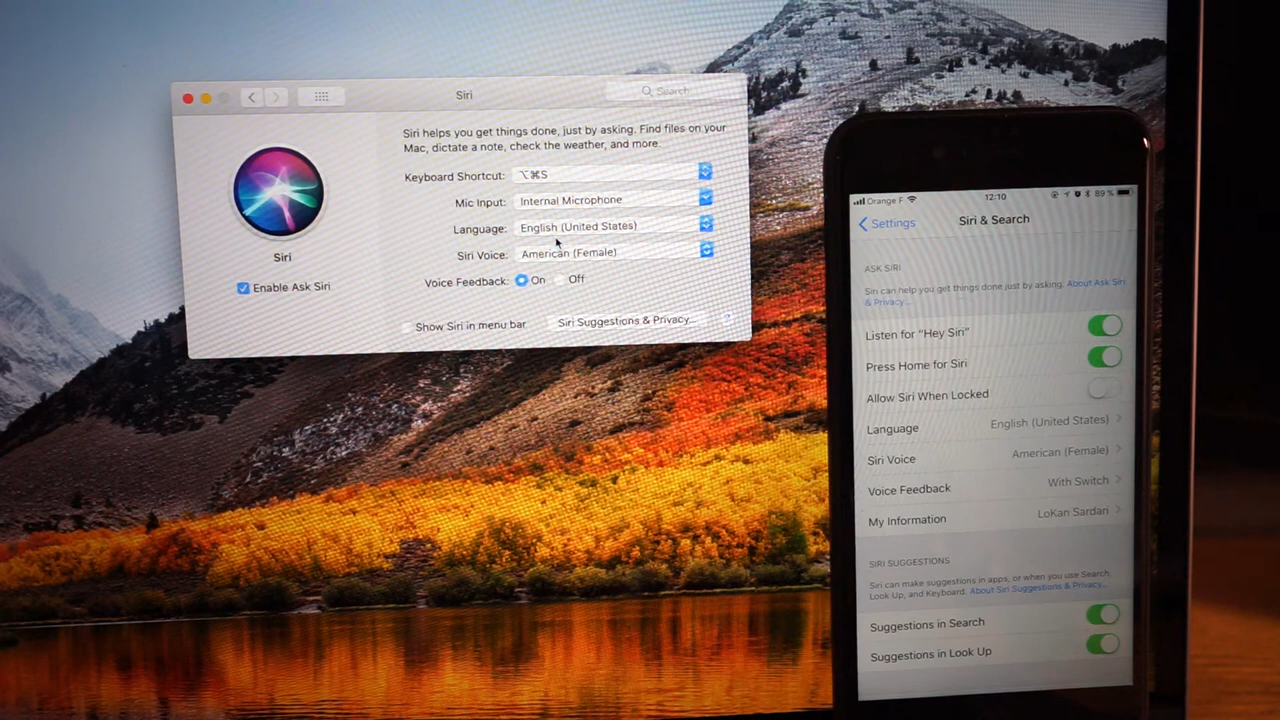 Siri
Search
Siri helps you get things done, just by asking. Find files on your
Mac, dictate a note, check the weather, and more.
Keyboard Shortcut: ⌥⌘S
Mic Input: Internal Microphone
Language: English (United States)
Siri Voice: American (Female)
Voice Feedback: On Off
Siri
Enable Ask Siri
Show Siri in menu bar
Siri Suggestions & Privacy...
?
Orange F 12:10 89 %
Settings
Siri & Search
ASK SIRI
Siri can help you get things done just by asking. About Ask Siri
& Privacy...
Listen for “Hey Siri”
Press Home for Siri
Allow Siri When Locked
Language English (United States)
Siri Voice American (Female)
Voice Feedback With Switch
My Information LoKan Sardari
SIRI SUGGESTIONS
Siri can make suggestions in apps, or when you use Search,
Look Up, and Keyboard. About Siri Suggestions & Privacy...
Suggestions in Search
Suggestions in Look Up